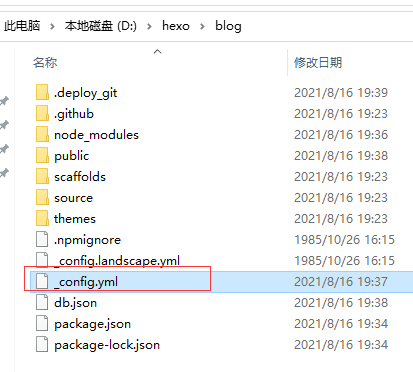 此电脑 › 本地磁盘 (D:) › hexo › blog
名称 修改日期
.deploy_git 2021/8/16 19:39
.github 2021/8/16 19:23
node_modules 2021/8/16 19:36
public 2021/8/16 19:38
scaffolds 2021/8/16 19:23
source 2021/8/16 19:23
themes 2021/8/16 19:23
.npmignore 1985/10/26 16:15
_config.landscape.yml 1985/10/26 16:15
_config.yml 2021/8/16 19:37
db.json 2021/8/16 19:38
package.json 2021/8/16 19:34
package-lock.json 2021/8/16 19:34